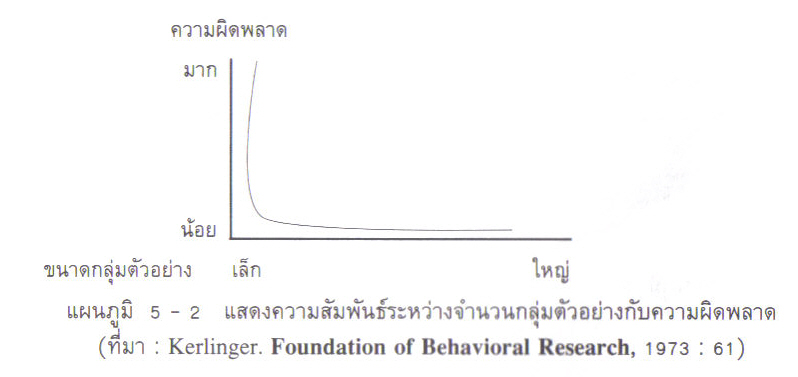 ความผิดพลาด
มาก
น้อย
ขนาดกลุ่มตัวอย่าง เล็ก ใหญ่
แผนภูมิ 5 - 2 แสดงความสัมพันธ์ระหว่างจำนวนกลุ่มตัวอย่างกับความผิดพลาด
(ที่มา : Kerlinger. Foundation of Behavioral Research, 1973 : 61)